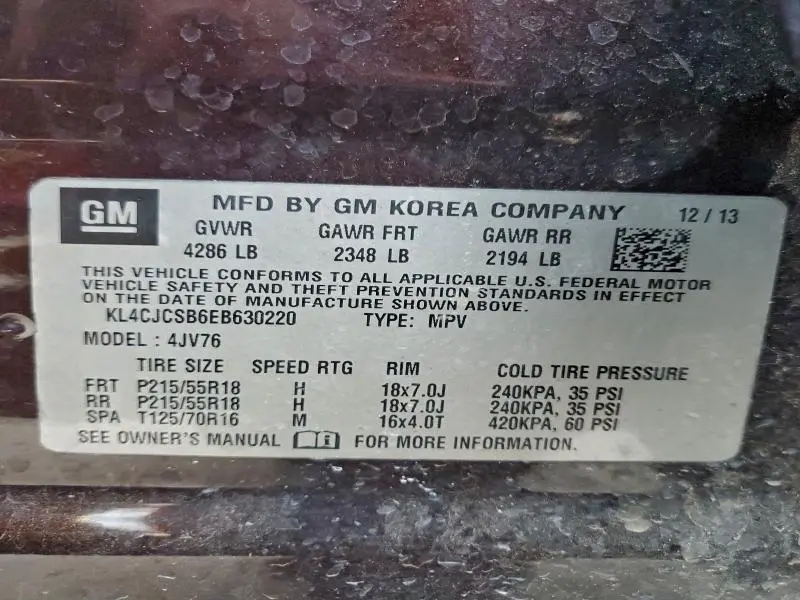 GM
MFD BY GM KOREA COMPANY 12 / 13
GVWR GAWR FRT GAWR RR
4286 LB 2348 LB 2194 LB
THIS VEHICLE CONFORMS TO ALL APPLICABLE U.S. FEDERAL MOTOR
VEHICLE SAFETY AND THEFT PREVENTION STANDARDS IN EFFECT
ON THE DATE OF MANUFACTURE SHOWN ABOVE.
KL4CJCSB6EB630220 TYPE: MPV
MODEL : 4JV76
TIRE SIZE SPEED RTG RIM COLD TIRE PRESSURE
FRT P215/55R18 H 18x7.0J 240KPA, 35 PSI
RR P215/55R18 H 18x7.0J 240KPA, 35 PSI
SPA T125/70R16 M 16x4.0T 420KPA, 60 PSI
SEE OWNER'S MANUAL FOR MORE INFORMATION.